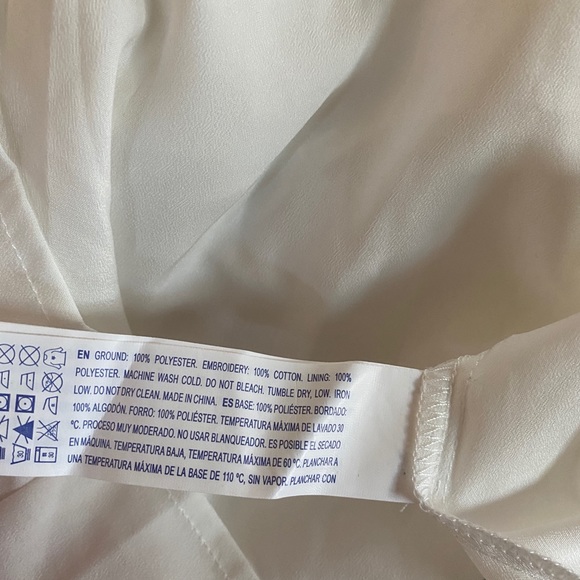 EN GROUND: 100% POLYESTER. EMBROIDERY: 100% COTTON. LINING: 100%
POLYESTER. MACHINE WASH COLD. DO NOT BLEACH. TUMBLE DRY, LOW. IRON
LOW. DO NOT DRY CLEAN. MADE IN CHINA. ES BASE: 100% POLIÉSTER. BORDADO:
100% ALGODÓN. FORRO: 100% POLIÉSTER. TEMPERATURA MÁXIMA DE LAVADO 30
ºC. PROCESO MUY MODERADO. NO USAR BLANQUEADOR. ES POSIBLE EL SECADO
EN MÁQUINA. TEMPERATURA BAJA, TEMPERATURA MÁXIMA DE 60 ºC. PLANCHAR A
UNA TEMPERATURA MÁXIMA DE LA BASE DE 110 ºC, SIN VAPOR. PLANCHAR CON